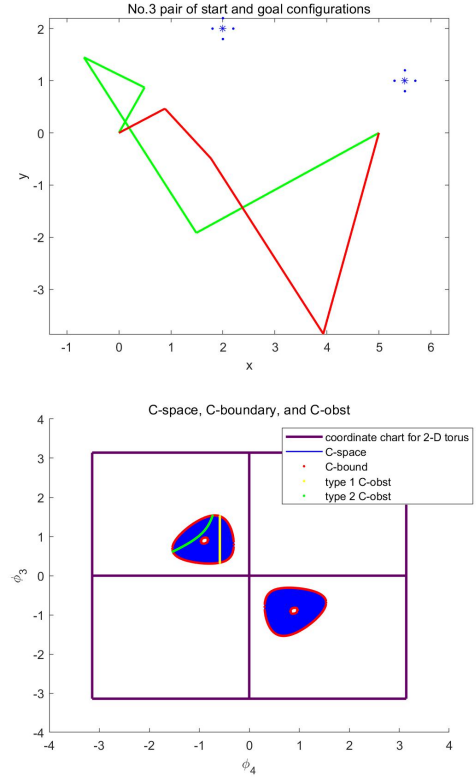 No.3 pair of start and goal configurations
2
1
0
-1
-2
-3
y
-1 0 1 2 3 4 5 6
x
C-space, C-boundary, and C-obst
4
3
2
1
0
-1
-2
-3
-4
ϕ3
coordinate chart for 2-D torus
C-space
C-bound
type 1 C-obst
type 2 C-obst
-4 -3 -2 -1 0 1 2 3 4
ϕ4